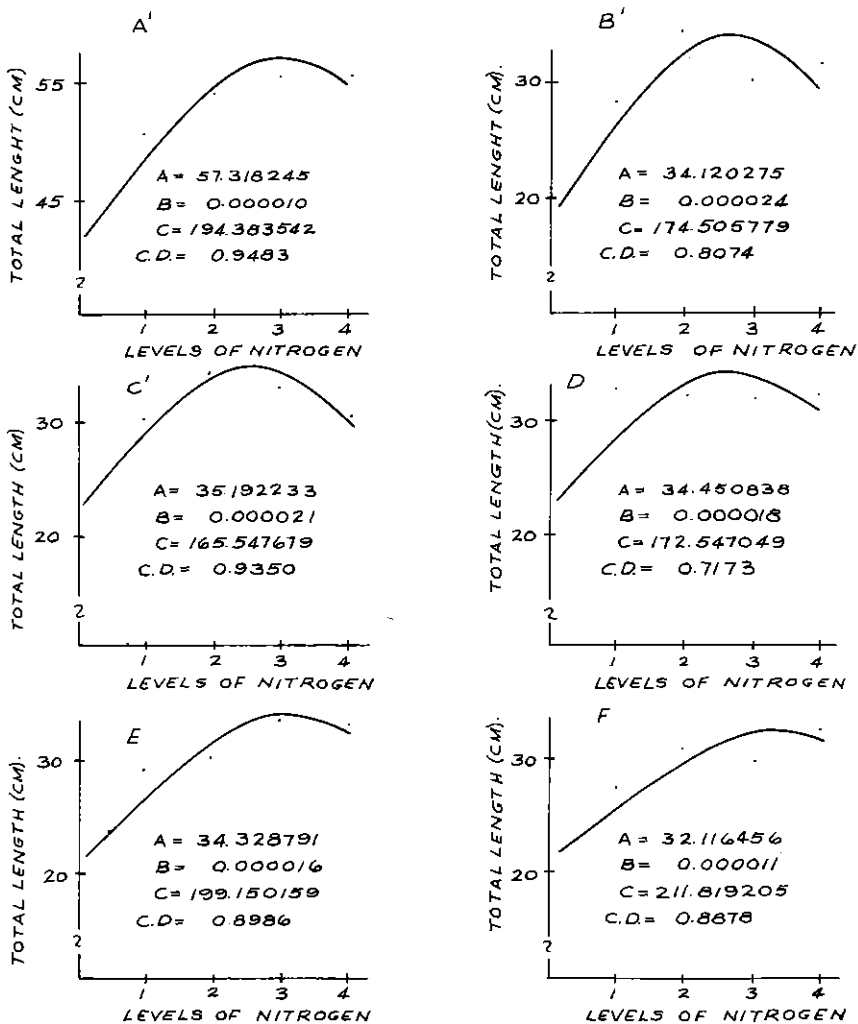 A'
TOTAL LENGHT (CM)
55
45
2
A = 57.318245
B = 0.000010
C = 194.383542
C.D. = 0.9483
1 2 3 4
LEVELS OF NITROGEN
B'
TOTAL LENGHT (CM).
30
20
2
A = 34.120275
B = 0.000024
C = 174.505779
C.D. = 0.8074
1 2 3 4
LEVELS OF NITROGEN
C'
TOTAL LENGTH (CM)
30
20
2
A = 35.192233
B = 0.000021
C = 165.547679
C.D. = 0.9350
1 2 3 4
LEVELS OF NITROGEN
D
TOTAL LENGTH (CM).
30
20
2
A = 34.450838
B = 0.000018
C = 172.547049
C.D. = 0.7173
1 2 3 4
LEVELS OF NITROGEN
E
TOTAL LENGTH (CM).
30
20
2
A = 34.328791
B = 0.000016
C = 199.150159
C.D. = 0.8986
1 2 3 4
LEVELS OF NITROGEN
F
TOTAL LENGTH (CM).
30
20
2
A = 32.116456
B = 0.000011
C = 211.819205
C.D. = 0.8878
1 2 3 4
LEVELS OF NITROGEN